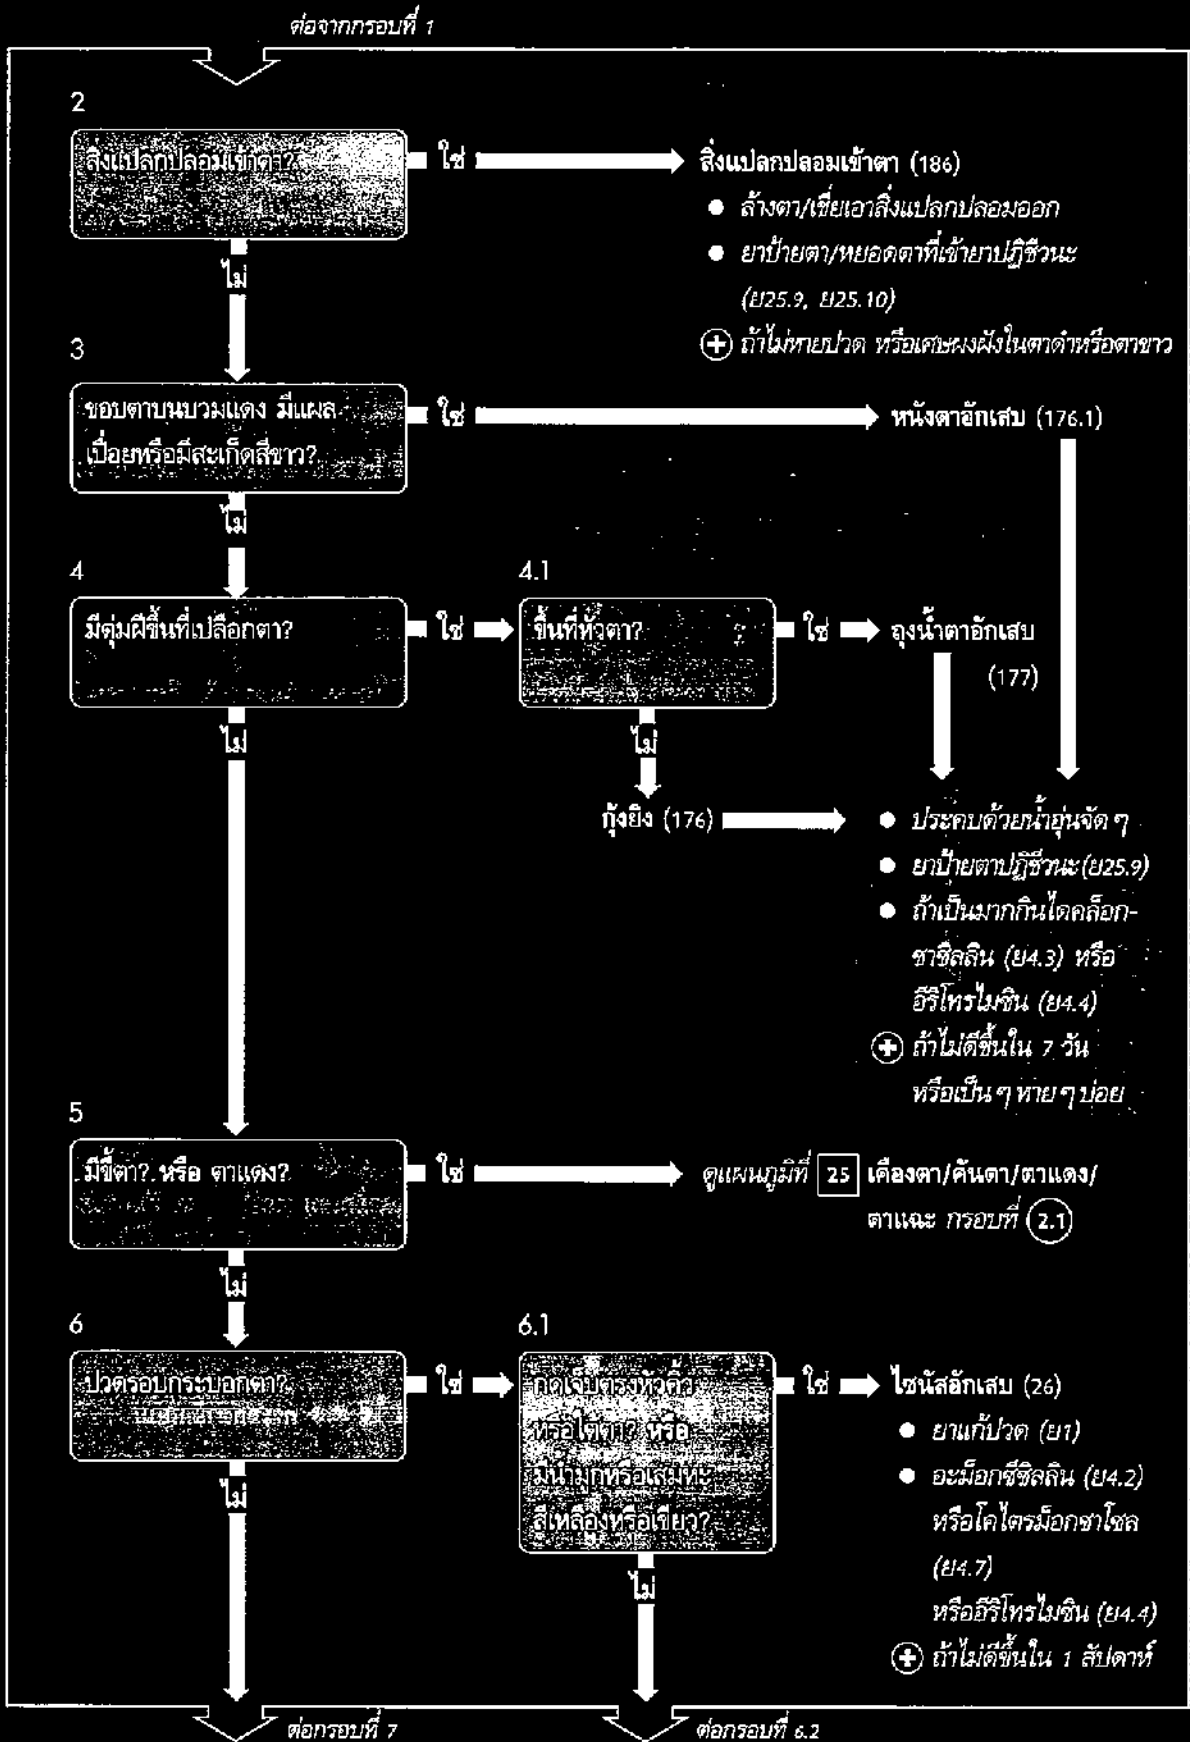 ต่อจากกรอบที่ 1
2
สิ่งแปลกปลอมเข้าตา?
ใช่
สิ่งแปลกปลอมเข้าตา (186)
● ล้างตา/เขี่ยเอาสิ่งแปลกปลอมออก
● ยาป้ายตา/หยอดตาที่เข้ายาปฏิชีวนะ
(ย25.9, ย25.10)
⊕ ถ้าไม่หายปวด หรือเศษผงฝังในตาดำหรือตาขาว
ไม่
3
ขอบตาบนบวมแดง มีแผล
เปื่อยหรือมีสะเก็ดสีขาว?
ใช่
หนังตาอักเสบ (176.1)
ไม่
4
มีตุ่มฝีขึ้นที่เปลือกตา?
ใช่
4.1
ขึ้นที่หัวตา?
ใช่
ถุงน้ำตาอักเสบ
(177)
ไม่
ไม่
กุ้งยิง (176)
● ประคบด้วยน้ำอุ่นจัด ๆ
● ยาป้ายตาปฏิชีวนะ (ย25.9)
● ถ้าเป็นมากกินไดคล็อก-
ซาซิลลิน (ย4.3) หรือ
อีริโทรไมซิน (ย4.4)
⊕ ถ้าไม่ดีขึ้นใน 7 วัน
หรือเป็น ๆ หาย ๆ บ่อย
5
มีขี้ตา? หรือ ตาแดง?
ใช่
ดูแผนภูมิที่ 25 เคืองตา/คันตา/ตาแดง/
ตาแฉะ กรอบที่ 2.1
ไม่
6
ปวดรอบกระบอกตา?
ใช่
6.1
กดเจ็บตรงหัวคิ้ว
หรือใต้ตา? หรือ
มีน้ำมูกหรือเสมหะ
สีเหลืองหรือเขียว?
ใช่
ไซนัสอักเสบ (26)
● ยาแก้ปวด (ย1)
● อะม็อกซีซิลลิน (ย4.2)
หรือโคไตรม็อกซาโซล
(ย4.7)
หรืออีริโทรไมซิน (ย4.4)
⊕ ถ้าไม่ดีขึ้นใน 1 สัปดาห์
ไม่
ไม่
ต่อกรอบที่ 7
ต่อกรอบที่ 6.2